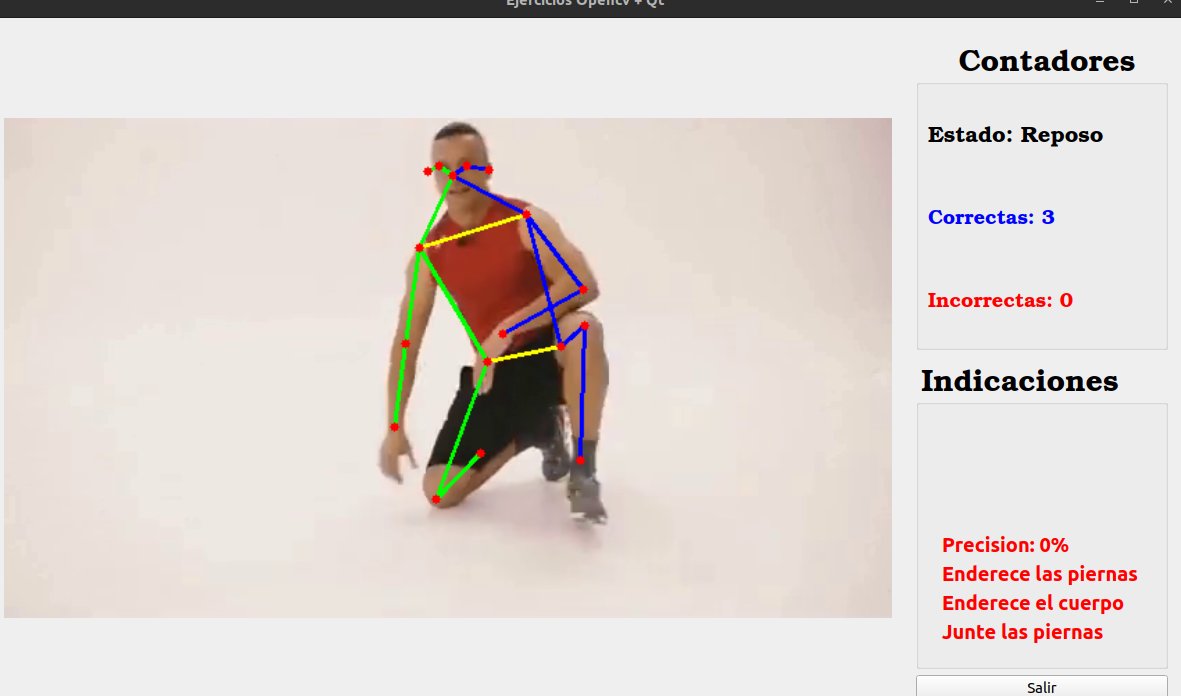 Ejercicios Opencv + Qt
Contadores
Estado: Reposo
Correctas: 3
Incorrectas: 0
Indicaciones
Precision: 0%
Enderece las piernas
Enderece el cuerpo
Junte las piernas
Salir